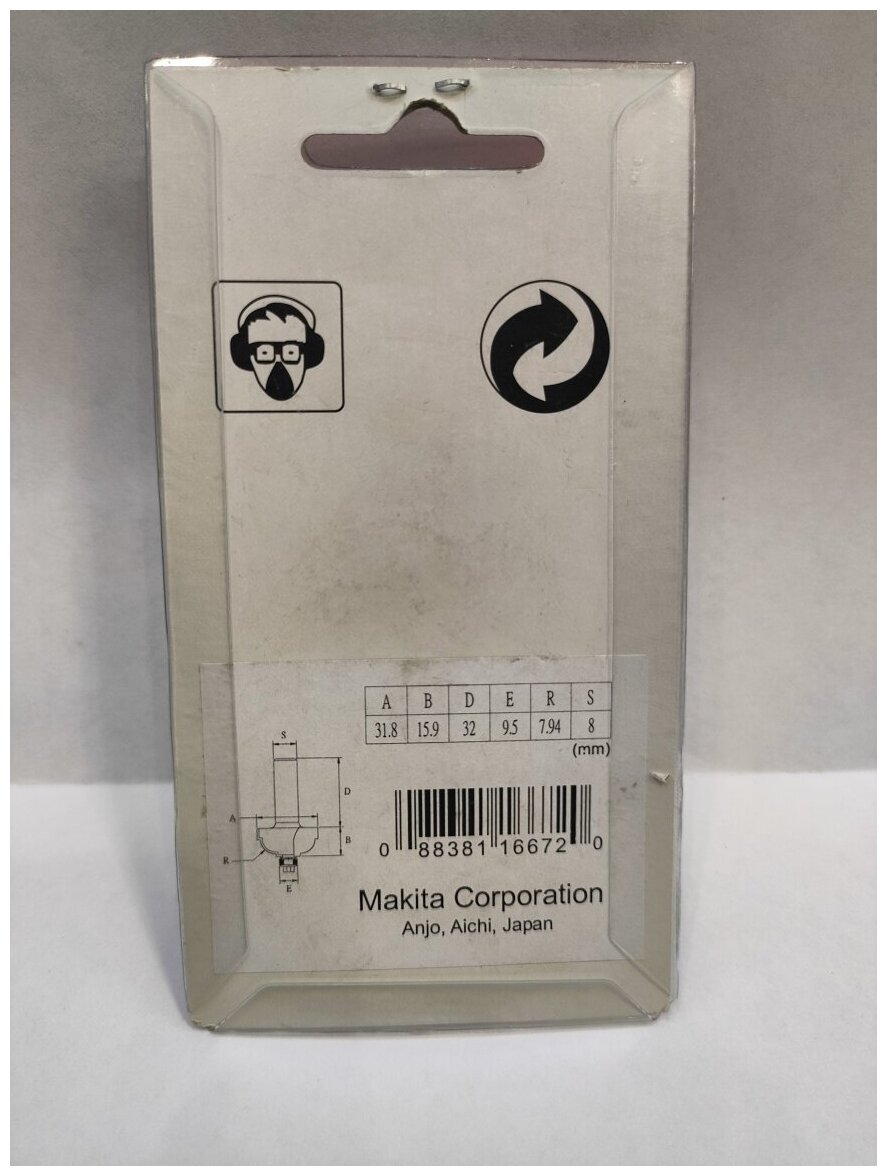 A B D E R S
31.8 15.9 32 9.5 7.94 8
(mm)
S
D
A
B
R
E
0 88381 16672 0
Makita Corporation
Anjo, Aichi, Japan